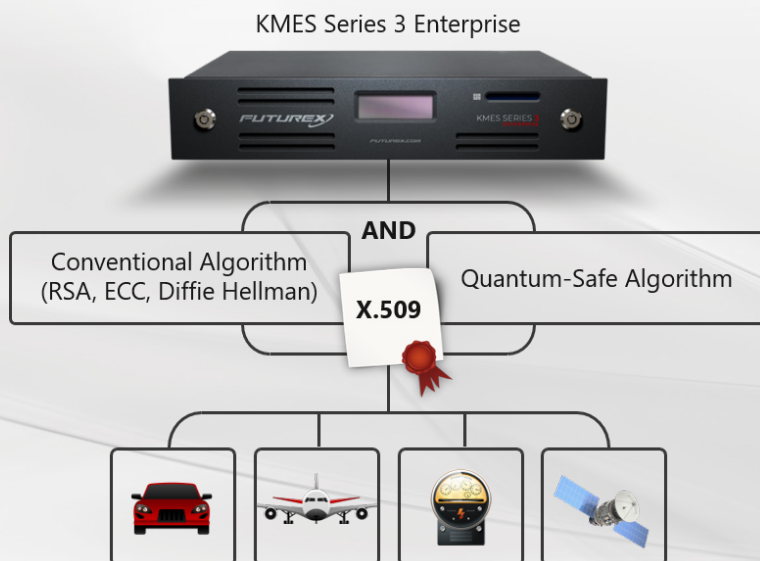 KMES Series 3 Enterprise
FUTUREX
KMES SERIES 3
FUTUREX.COM
AND
Conventional Algorithm
(RSA, ECC, Diffie Hellman)
Quantum-Safe Algorithm
X.509